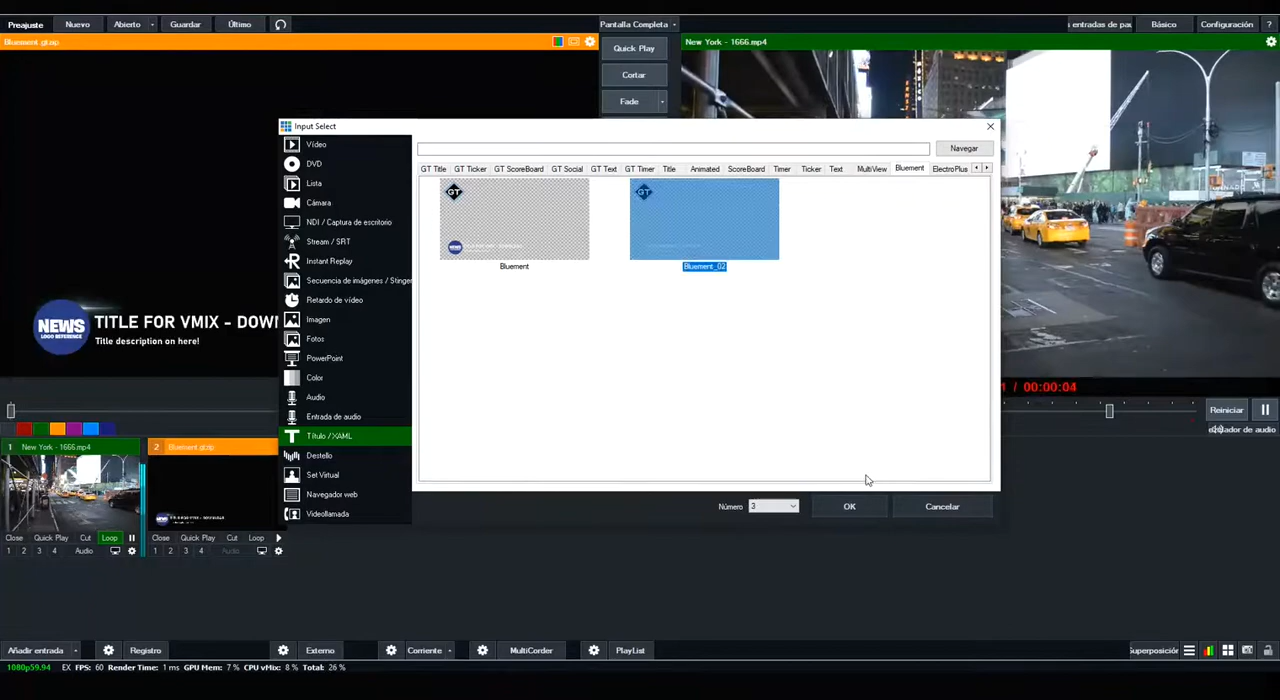 Preajuste Nuevo Abierto Guardar Último
Pantalla Completa
Básico Configuración ?
Bluement.gtzip
Quick Play
New York - 1666.mp4
Cortar
Fade
Input Select
Vídeo
DVD
Lista
Cámara
NDI / Captura de escritorio
Stream / SRT
Instant Replay
Secuencia de imágenes / Stinger
Retardo de vídeo
Imagen
Fotos
PowerPoint
Color
Audio
Entrada de audio
Título / XAML
Destello
Set Virtual
Navegador web
Videollamada
Navegar
GT Title GT Ticker GT ScoreBoard GT Social GT Text GT Timer Title Animated ScoreBoard Timer Ticker Text MultiView Bluement ElectroPlus
GT
GT
Bluement
Bluement_02
Número 3 OK Cancelar
NEWS
LOGO REFERENCE
TITLE FOR VMIX - DOWN
Title description on here!
/ 00:00:04
Reiniciar
1 New York - 1666.mp4
2 Bluement.gtzip
Close Quick Play Cut Loop
1 2 3 4 Audio
Close Quick Play Cut Loop
1 2 3 4 Audio
Añadir entrada Registro Externo Corriente MultiCorder PlayList
1080p59.94 EX FPS: 60 Render Time: 1 ms GPU Mem: 7 % CPU vMix: 8 % Total: 26 %